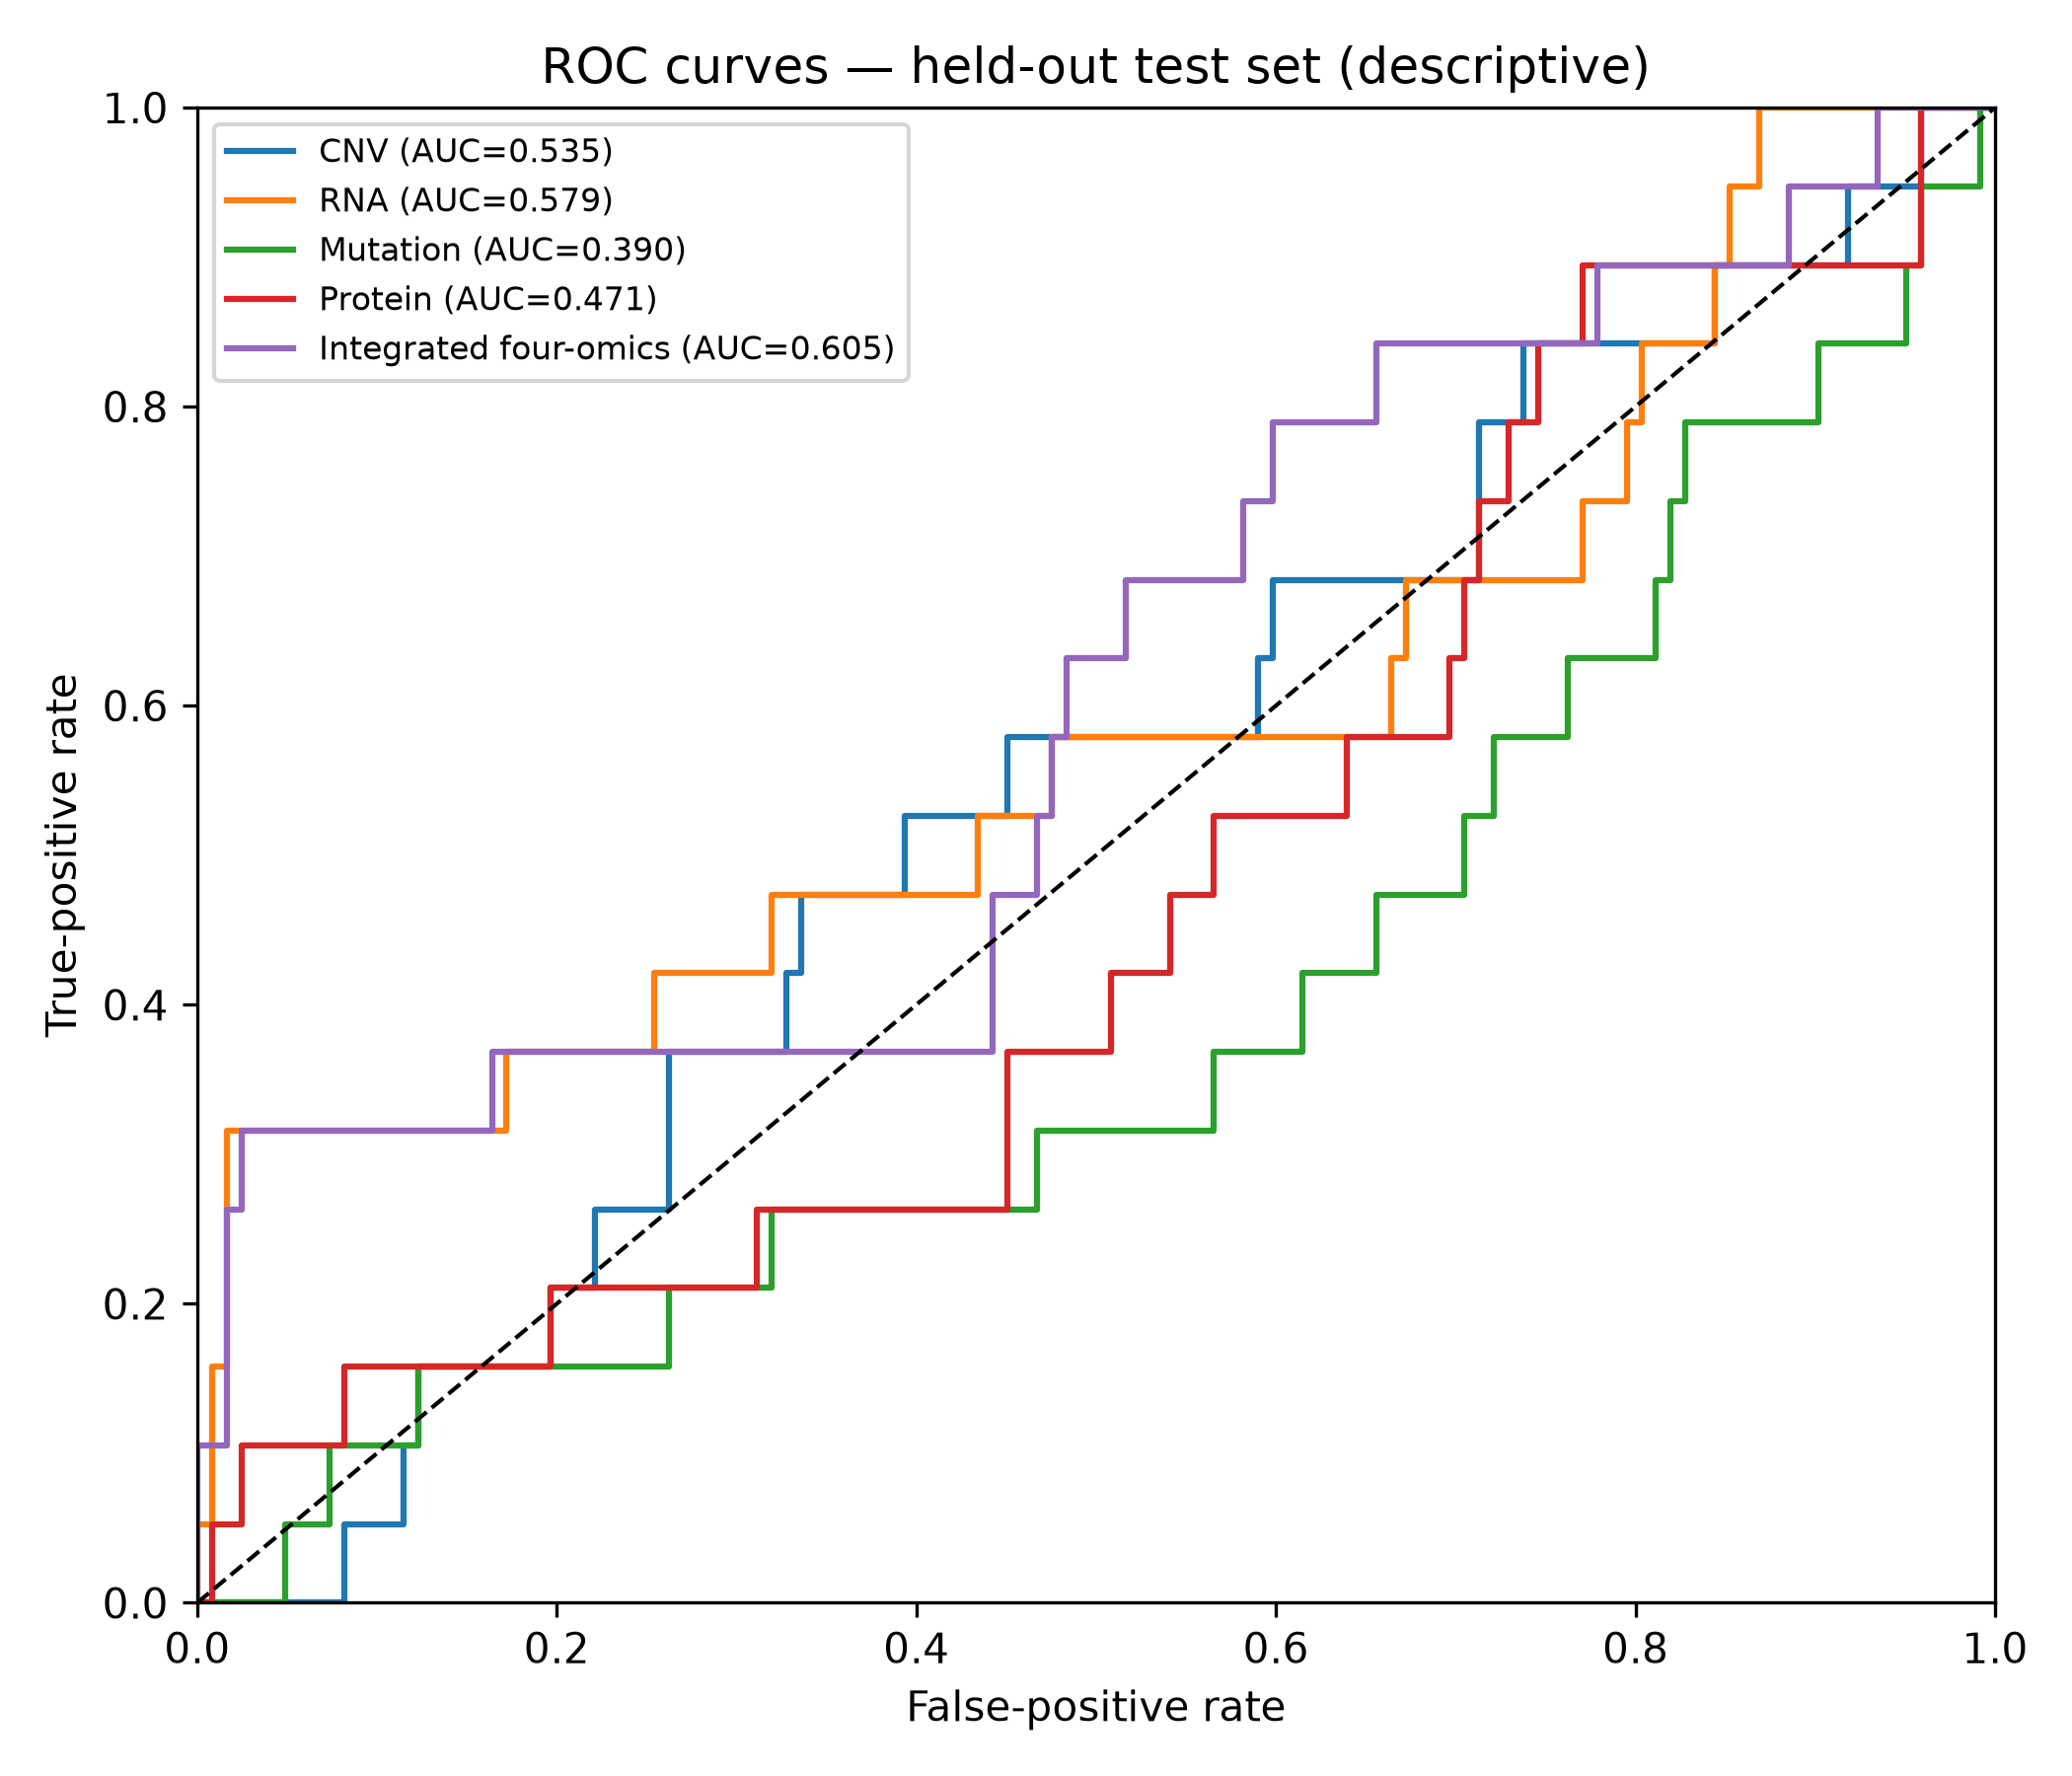 ROC curves — held-out test set (descriptive)
CNV (AUC=0.535)
RNA (AUC=0.579)
Mutation (AUC=0.390)
Protein (AUC=0.471)
Integrated four-omics (AUC=0.605)
True-positive rate
1.0
0.8
0.6
0.4
0.2
0.0
0.0 0.2 0.4 0.6 0.8 1.0
False-positive rate